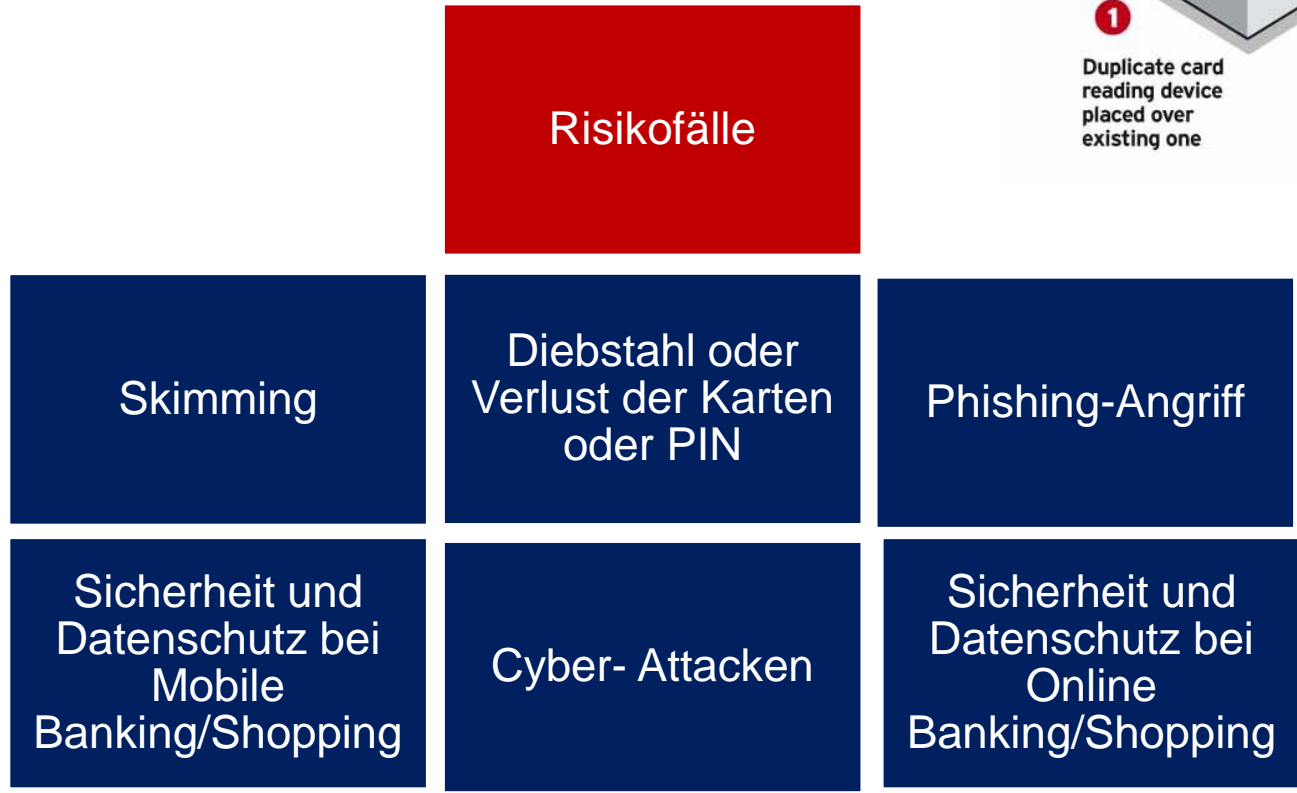 1
Duplicate card
reading device
placed over
existing one
Risikofälle
Skimming
Diebstahl oder
Verlust der Karten
oder PIN
Phishing-Angriff
Sicherheit und
Datenschutz bei
Mobile
Banking/Shopping
Cyber- Attacken
Sicherheit und
Datenschutz bei
Online
Banking/Shopping